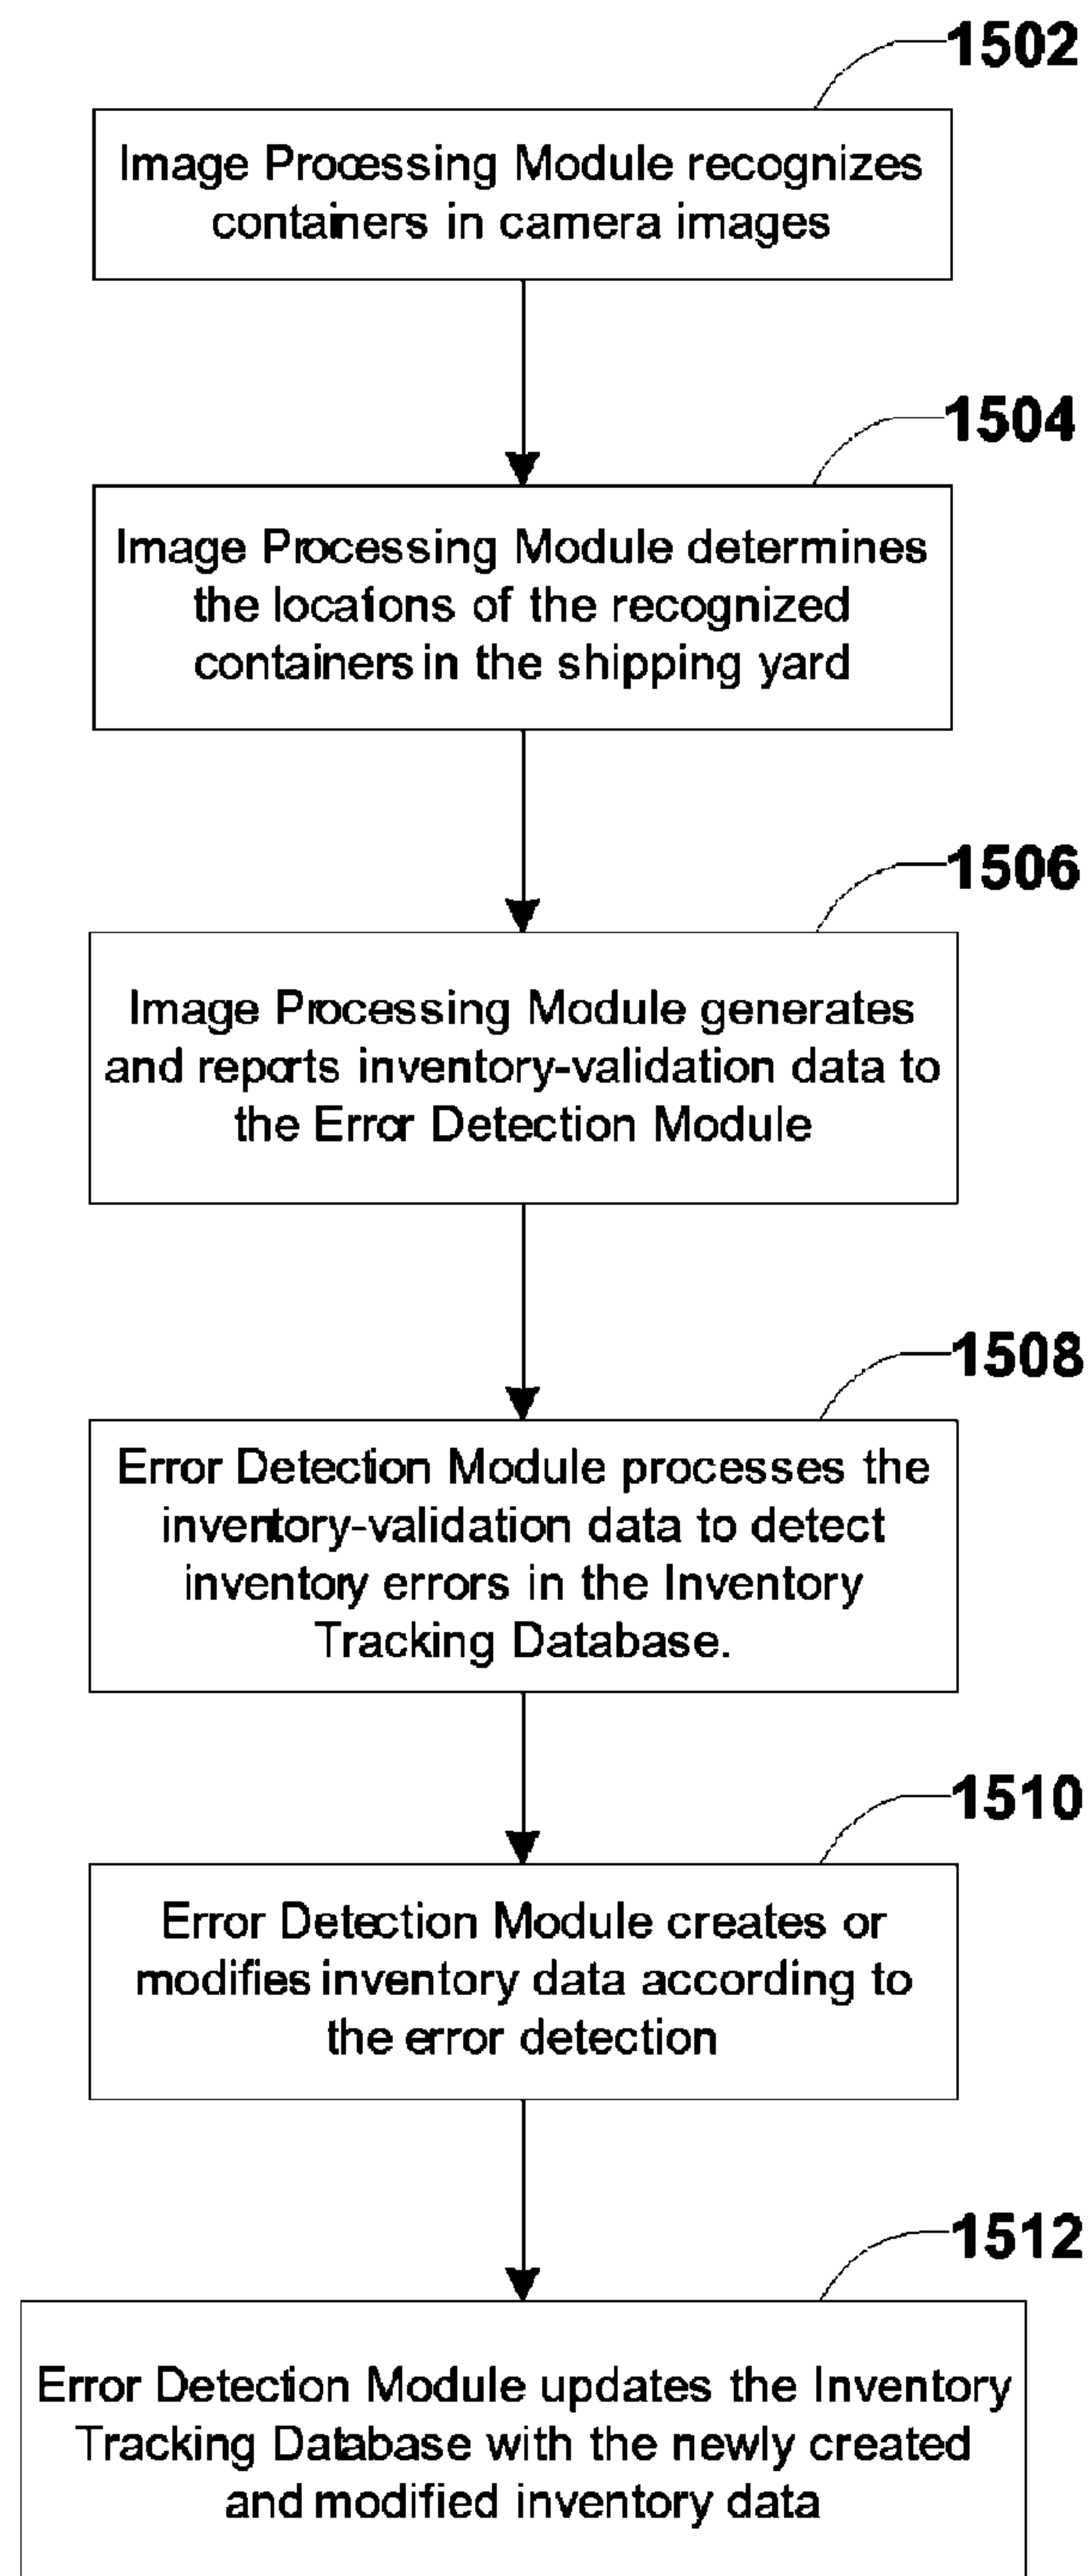 1502
Image Processing Module recognizes
containers in camera images
1504
Image Processing Module determines
the locations of the recognized
containers in the shipping yard
1506
Image Processing Module generates
and reports inventory-validation data to
the Error Detection Module
1508
Error Detection Module processes the
inventory-validation data to detect
inventory errors in the Inventory
Tracking Database.
1510
Error Detection Module creates or
modifies inventory data according to
the error detection
1512
Error Detection Module updates the Inventory
Tracking Database with the newly created
and modified inventory data